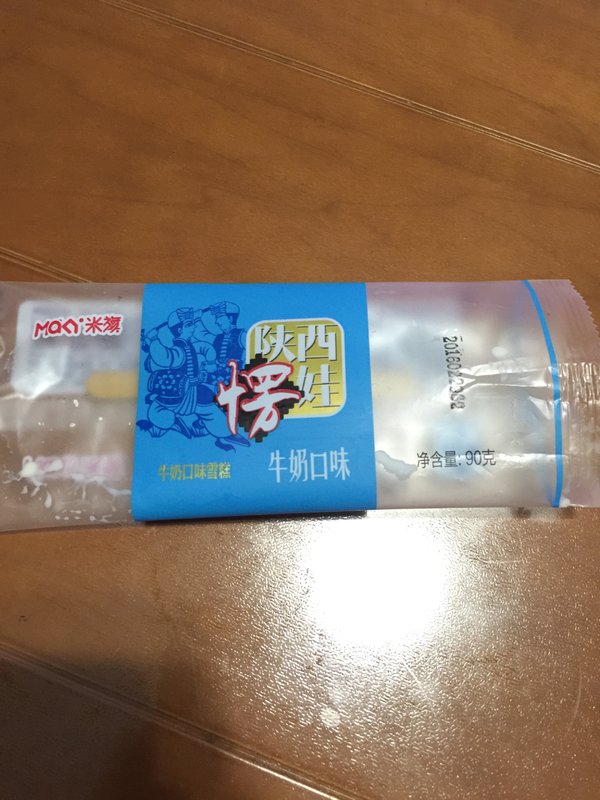 Maqi 米旗
陕西
愣娃
牛奶口味雪糕
牛奶口味
净含量:90克